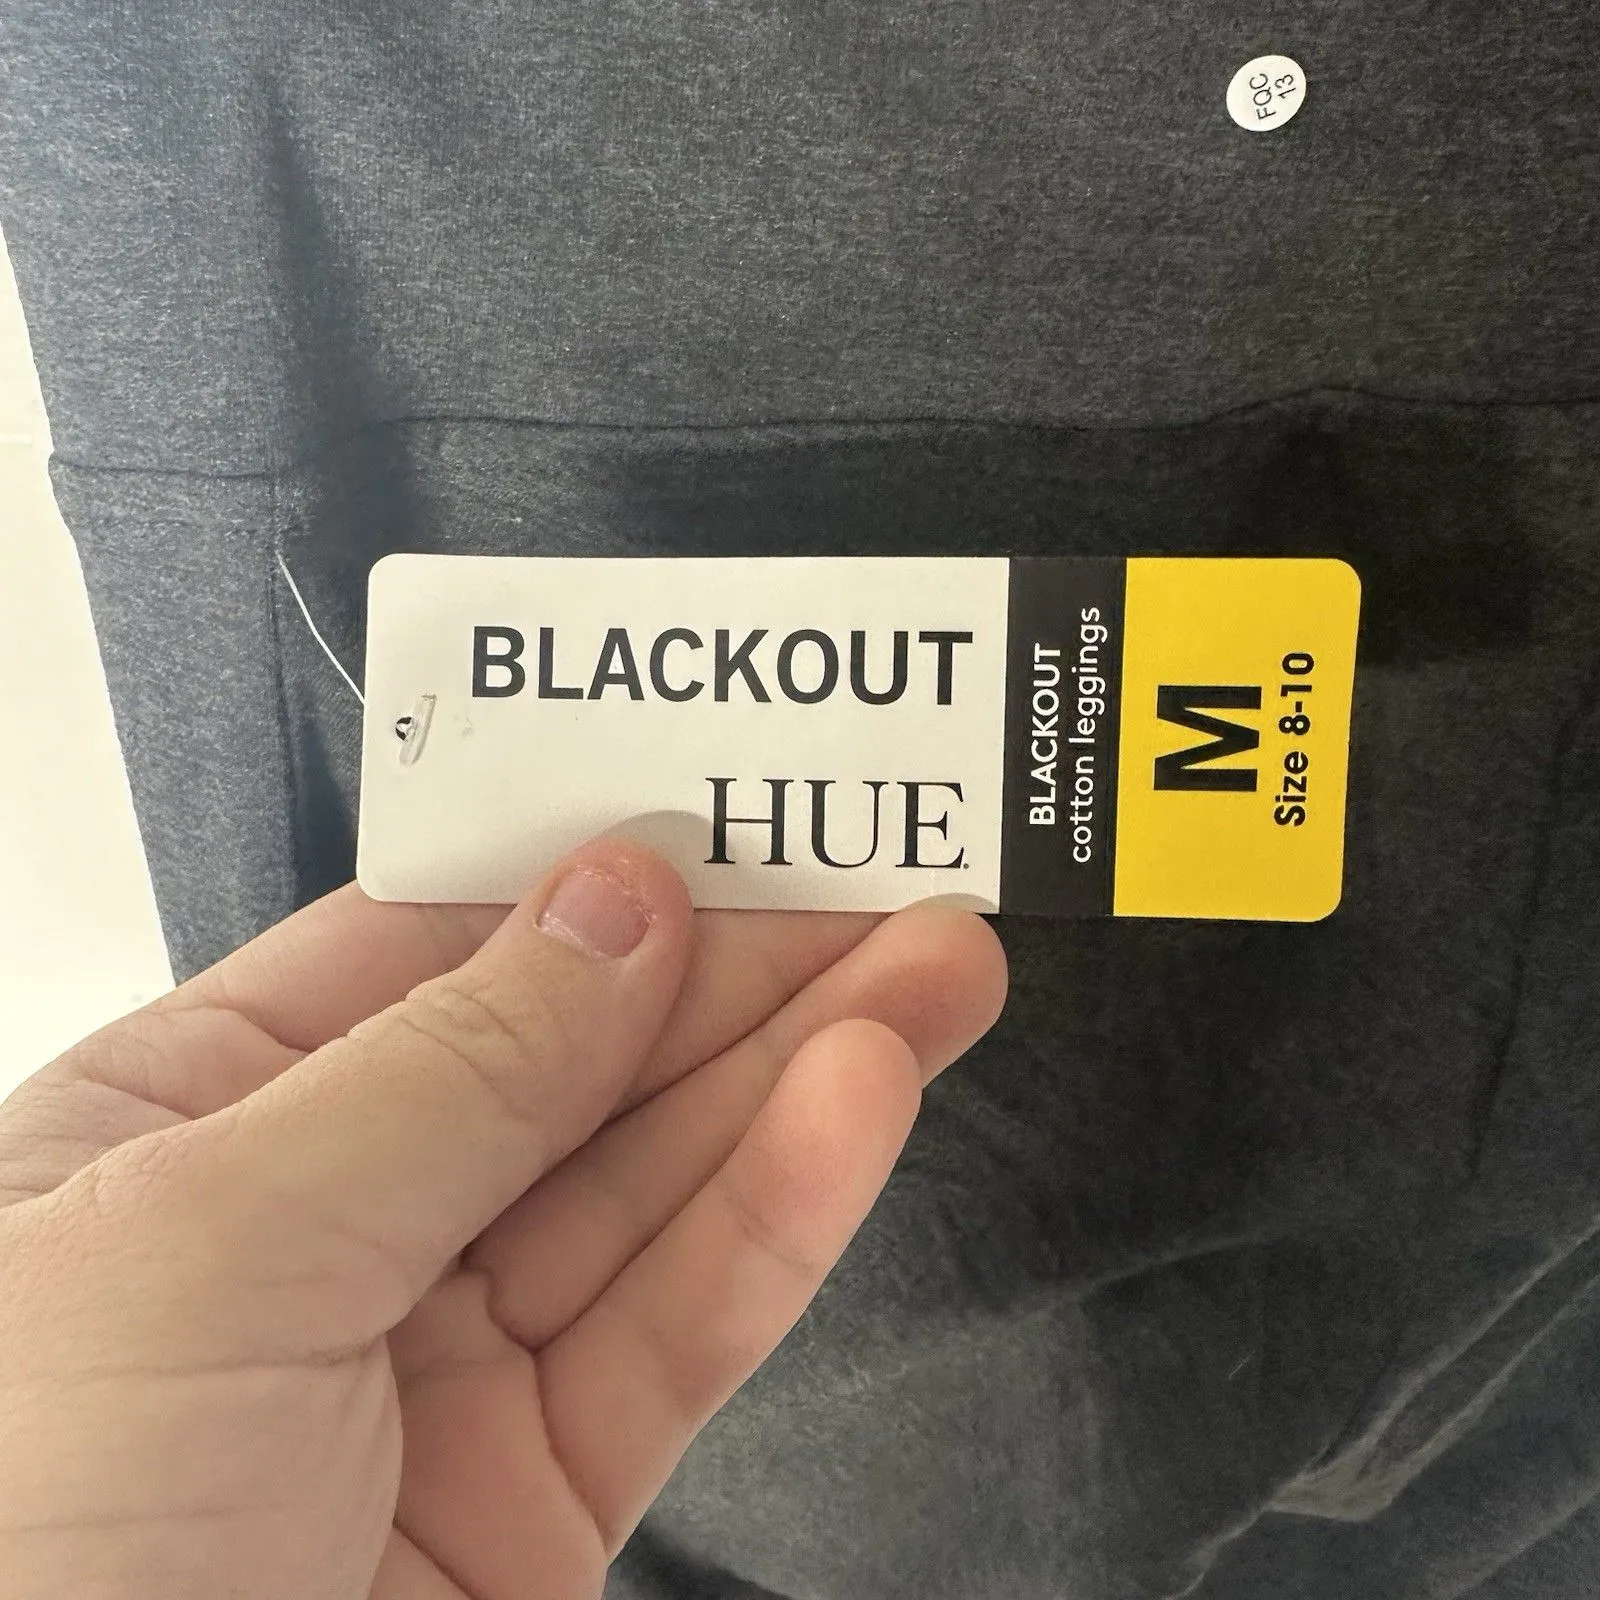 FQC
13
BLACKOUT
HUE.
BLACKOUT
cotton leggings
M
Size 8-10